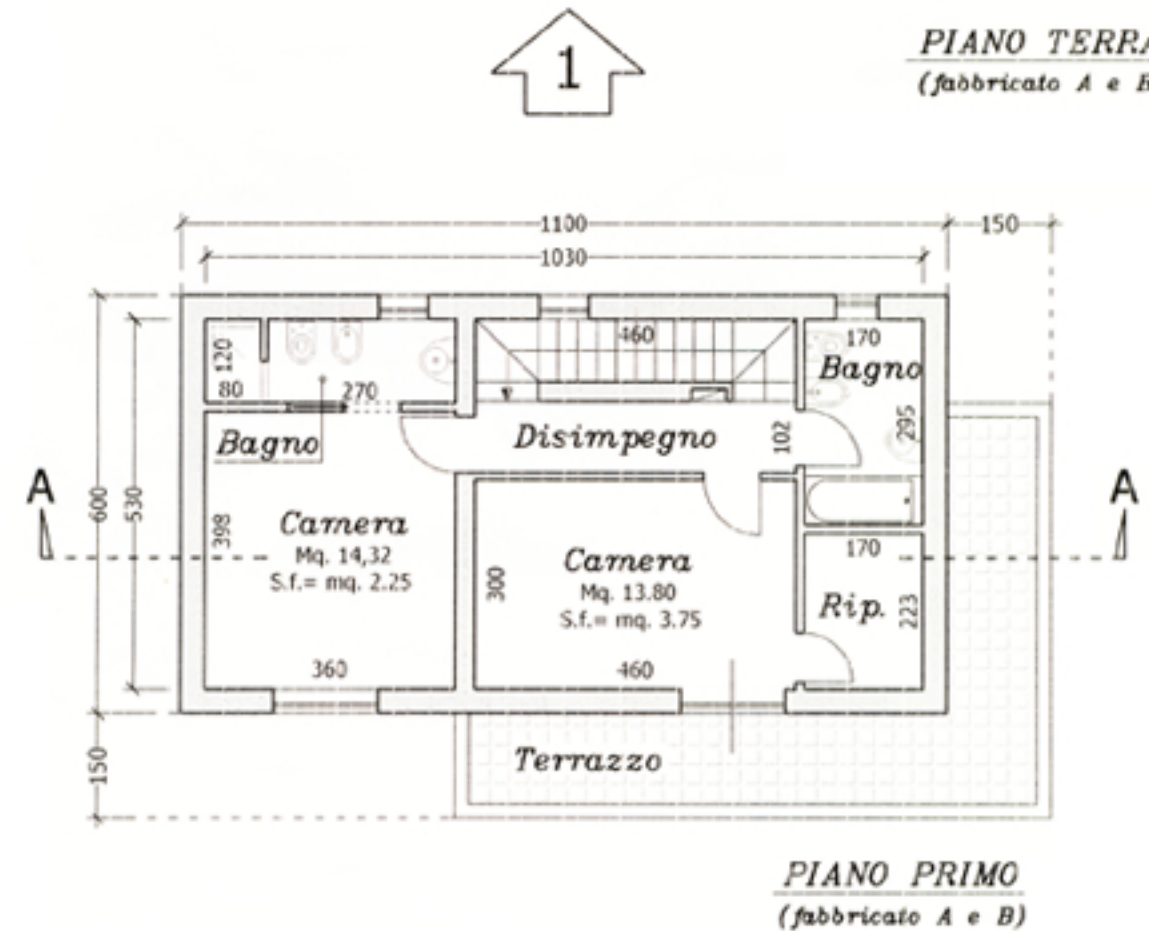 1
PIANO TERRA
(fabbricato A e B
1100
150
1030
460
170
120
80
270
Bagno
Bagno
Disimpegno
102
295
A
A
600
530
398
Camera
Mq. 14,32
S.f.= mq. 2.25
300
Camera
Mq. 13.80
S.f.= mq. 3.75
170
Rip.
223
360
460
150
Terrazzo
PIANO PRIMO
(fabbricato A e B)